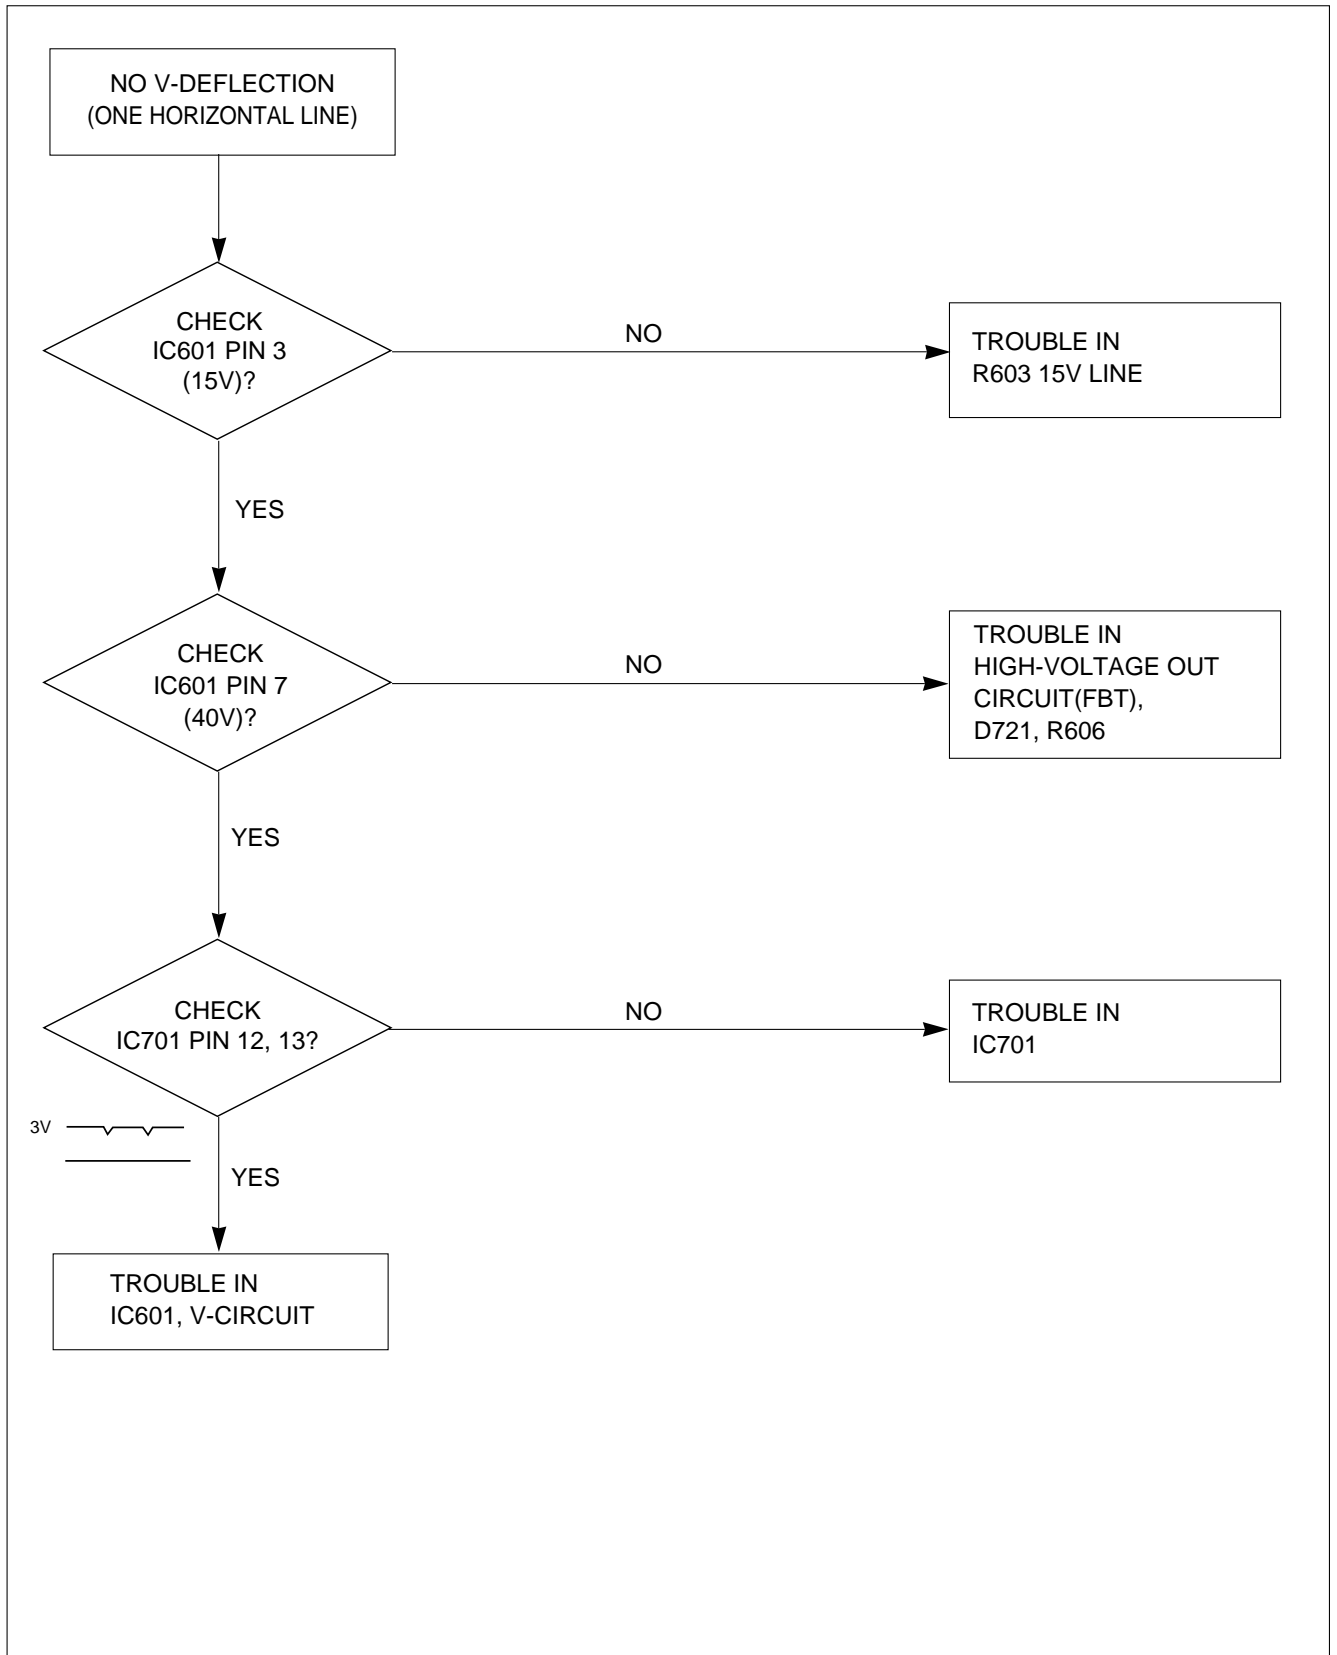 NO V-DEFLECTION
(ONE HORIZONTAL LINE)
CHECK
IC601 PIN 3
(15V)?
NO
TROUBLE IN
R603 15V LINE
YES
CHECK
IC601 PIN 7
(40V)?
NO
TROUBLE IN
HIGH-VOLTAGE OUT
CIRCUIT(FBT),
D721, R606
YES
CHECK
IC701 PIN 12, 13?
NO
TROUBLE IN
IC701
3V
YES
TROUBLE IN
IC601, V-CIRCUIT